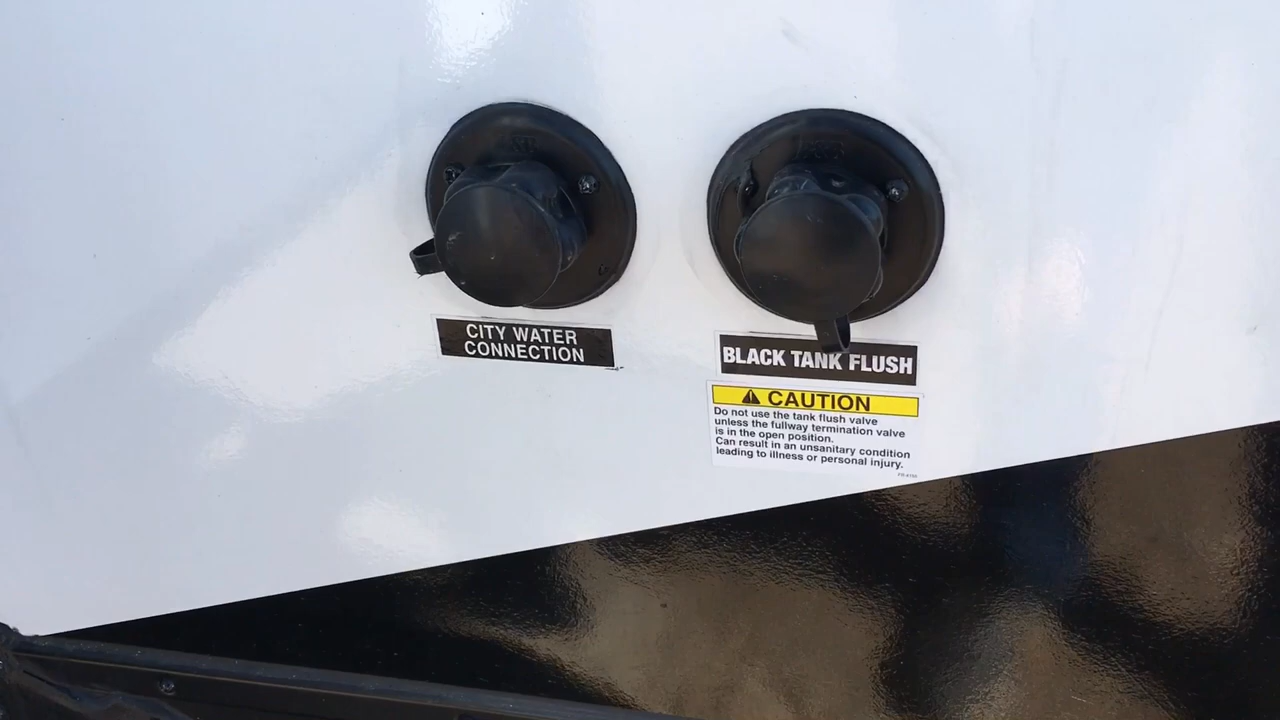 CITY WATER
CONNECTION
BLACK TANK FLUSH
CAUTION
Do not use the tank flush valve
unless the fullway termination valve
is in the open position.
Can result in an unsanitary condition
leading to illness or personal injury.